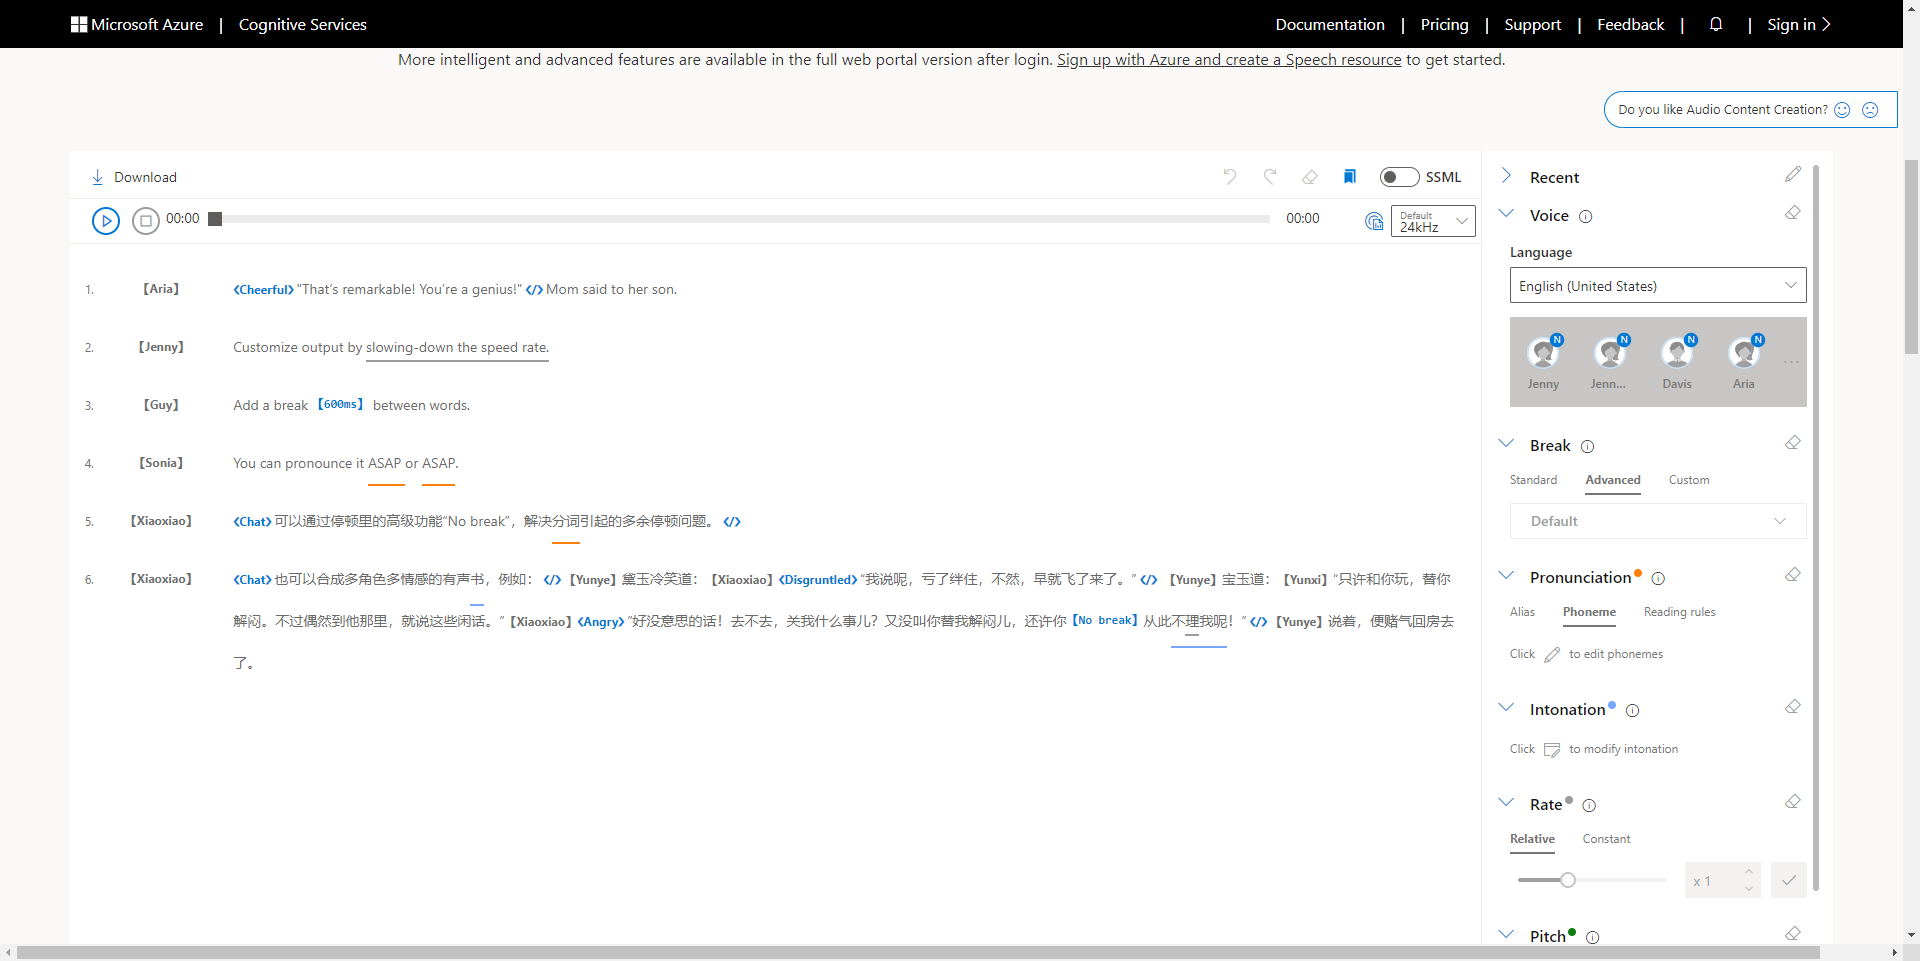 Microsoft Azure | Cognitive Services Documentation | Pricing | Support | Feedback | | Sign in
More intelligent and advanced features are available in the full web portal version after login. Sign up with Azure and create a Speech resource to get started.
Do you like Audio Content Creation?
Download SSML
00:00 00:00 Default 24kHz
1. 【Aria】 《Cheerful》 "That's remarkable! You're a genius!" 《/》 Mom said to her son.
2. 【Jenny】 Customize output by slowing-down the speed rate.
3. 【Guy】 Add a break 【600ms】 between words.
4. 【Sonia】 You can pronounce it ASAP or ASAP.
5. 【Xiaoxiao】 《Chat》 可以通过停顿里的高级功能“No break”，解决分词引起的多余停顿问题。 《/》
6. 【Xiaoxiao】 《Chat》 也可以合成多角色多情感的有声书，例如： 《/》 【Yunye】 黛玉冷笑道： 【Xiaoxiao】 《Disgruntled》 “我说呢，亏了绊住，不然，早就飞了来了。” 《/》 【Yunye】 宝玉道： 【Yunxi】 “只许和你玩，替你
解闷。不过偶然到他那里，就说这些闲话。” 【Xiaoxiao】 《Angry》 “好没意思的话！去不去，关我什么事儿？又没叫你替我解闷儿，还许你 【No break】 从此不理我呢！” 《/》 【Yunye】 说着，便赌气回房去
了。
Recent
Voice
Language
English (United States)
N N N N
Jenny Jenn... Davis Aria ...
Break
Standard Advanced Custom
Default
Pronunciation
Alias Phoneme Reading rules
Click to edit phonemes
Intonation
Click to modify intonation
Rate
Relative Constant
x 1
Pitch